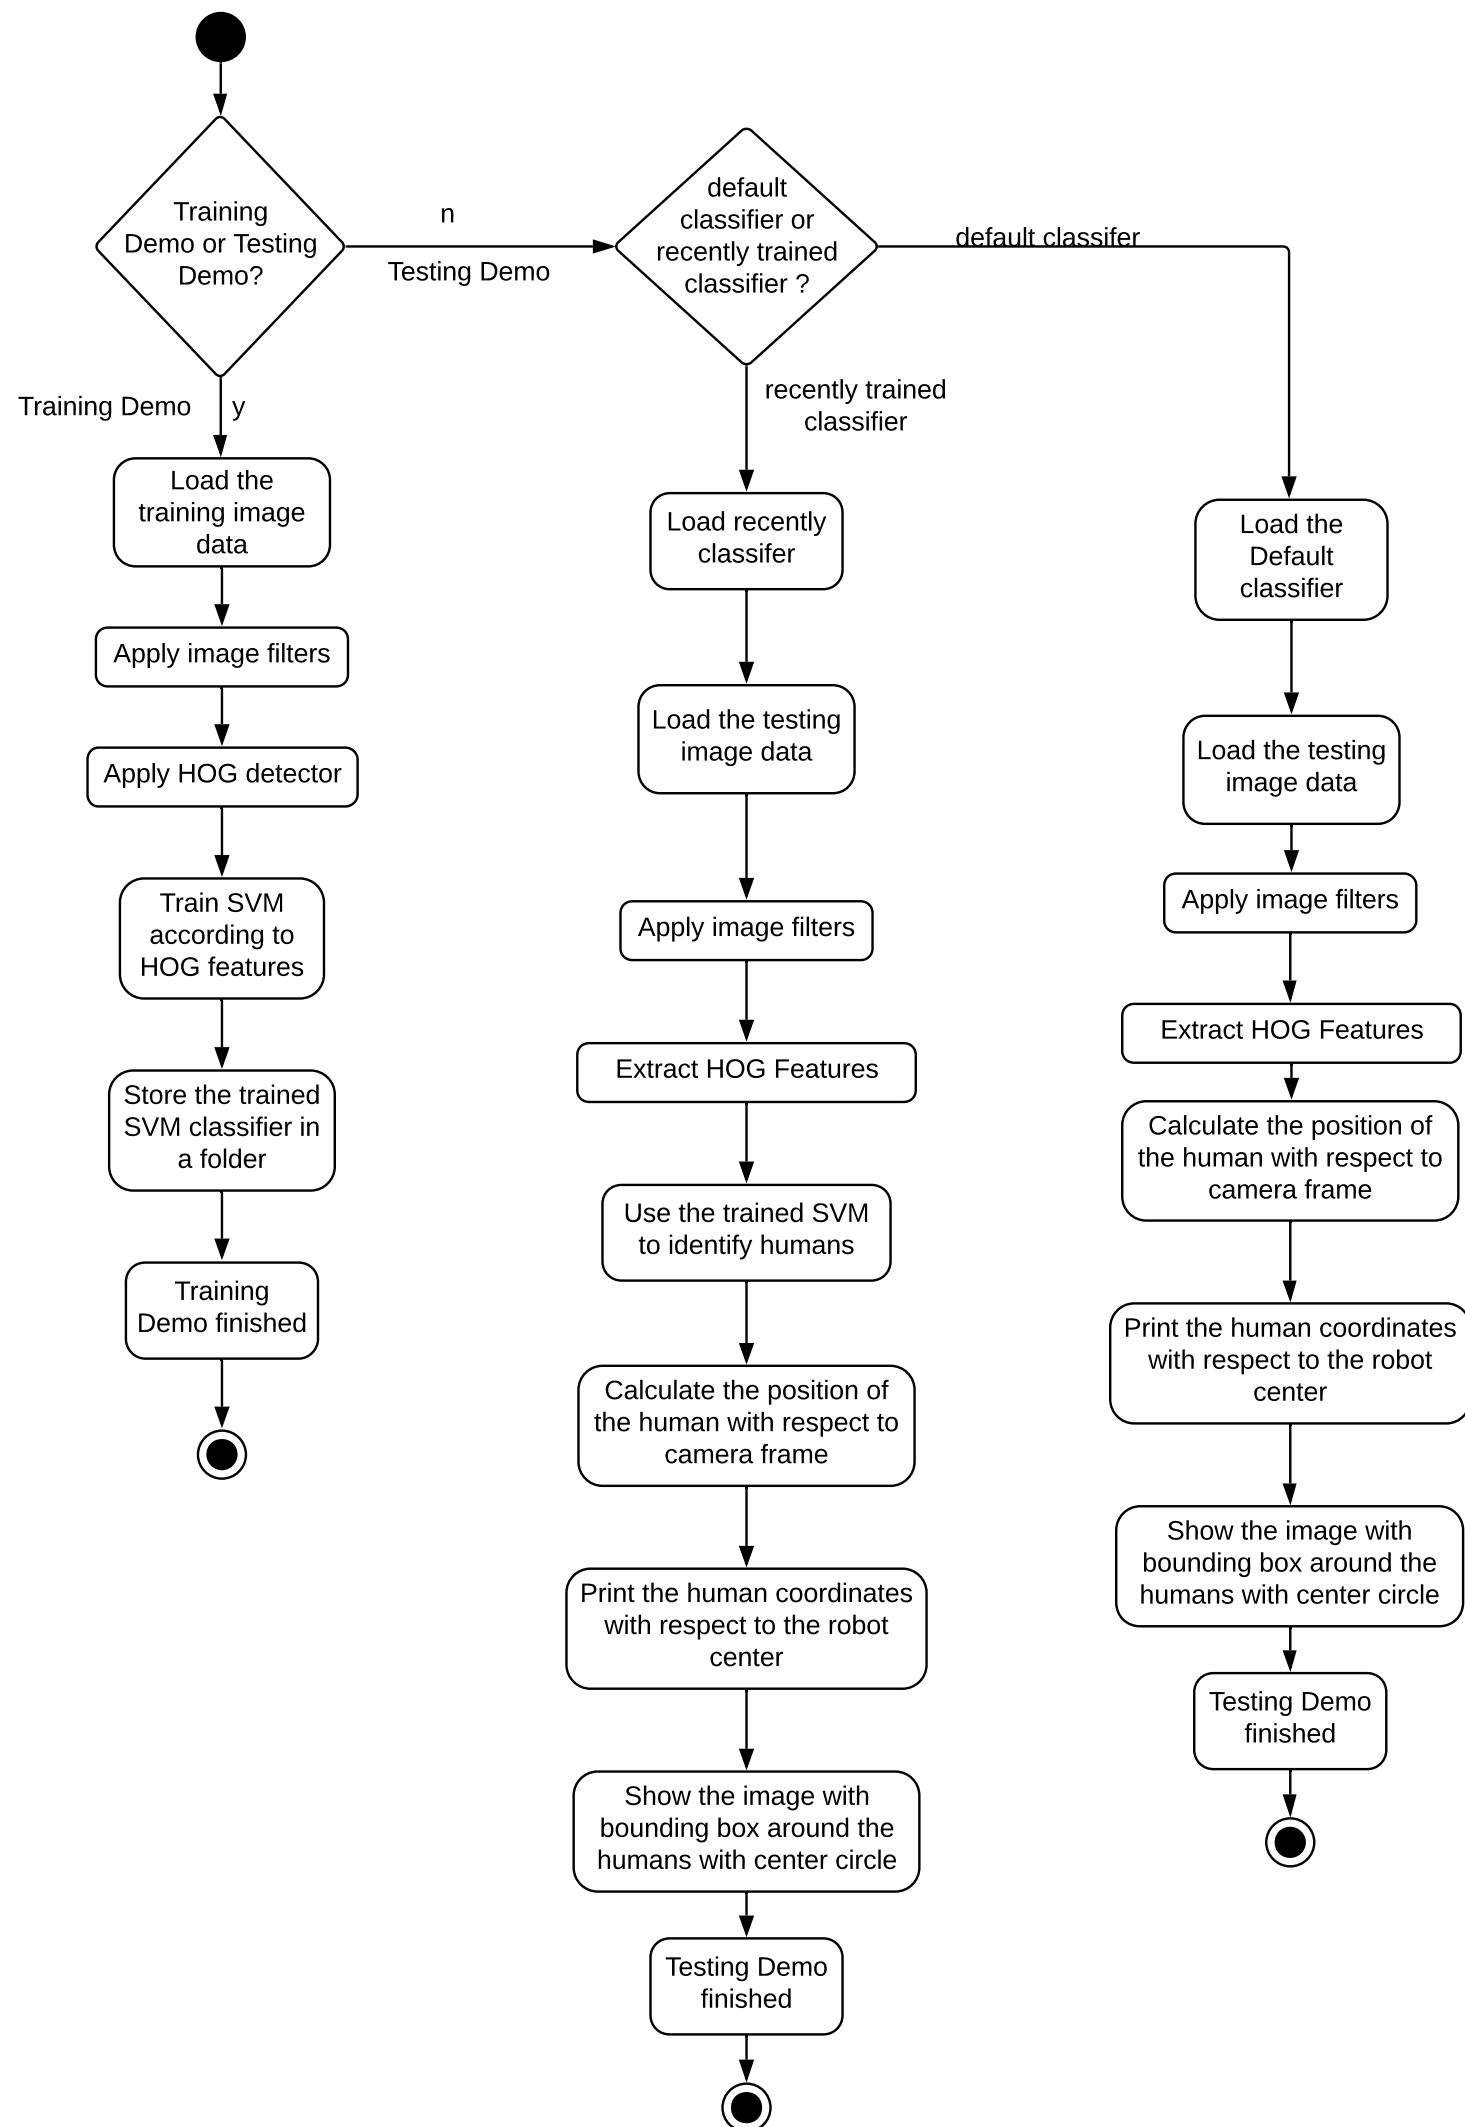 Training
Demo or Testing
Demo?
n
Testing Demo
default
classifier or
recently trained
classifier ?
default classifer
Training Demo
y
recently trained
classifier
Load the
training image
data
Apply image filters
Apply HOG detector
Train SVM
according to
HOG features
Store the trained
SVM classifier in
a folder
Training
Demo finished
Load recently
classifer
Load the testing
image data
Apply image filters
Extract HOG Features
Use the trained SVM
to identify humans
Calculate the position of
the human with respect to
camera frame
Print the human coordinates
with respect to the robot
center
Show the image with
bounding box around the
humans with center circle
Testing Demo
finished
Load the
Default
classifier
Load the testing
image data
Apply image filters
Extract HOG Features
Calculate the position of
the human with respect to
camera frame
Print the human coordinates
with respect to the robot
center
Show the image with
bounding box around the
humans with center circle
Testing Demo
finished